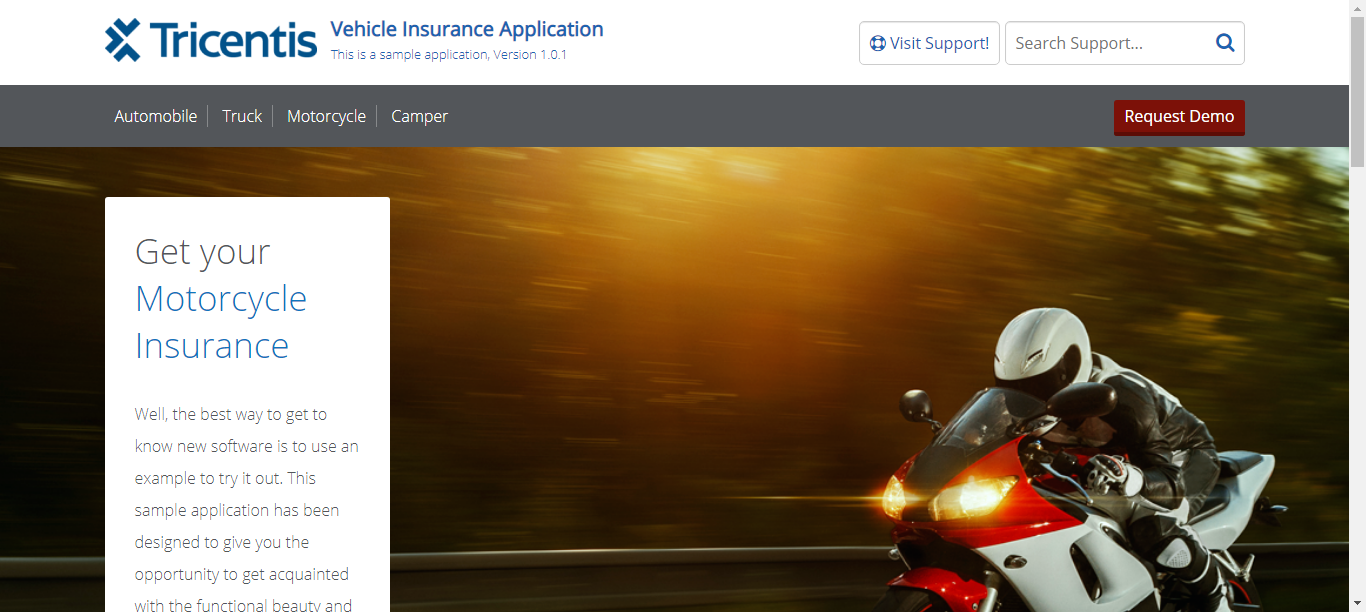 Tricentis
Vehicle Insurance Application
This is a sample application, Version 1.0.1
Visit Support!
Search Support...
Automobile
Truck
Motorcycle
Camper
Request Demo
Get your
Motorcycle
Insurance
Well, the best way to get to
know new software is to use an
example to try it out. This
sample application has been
designed to give you the
opportunity to get acquainted
with the functional beauty and